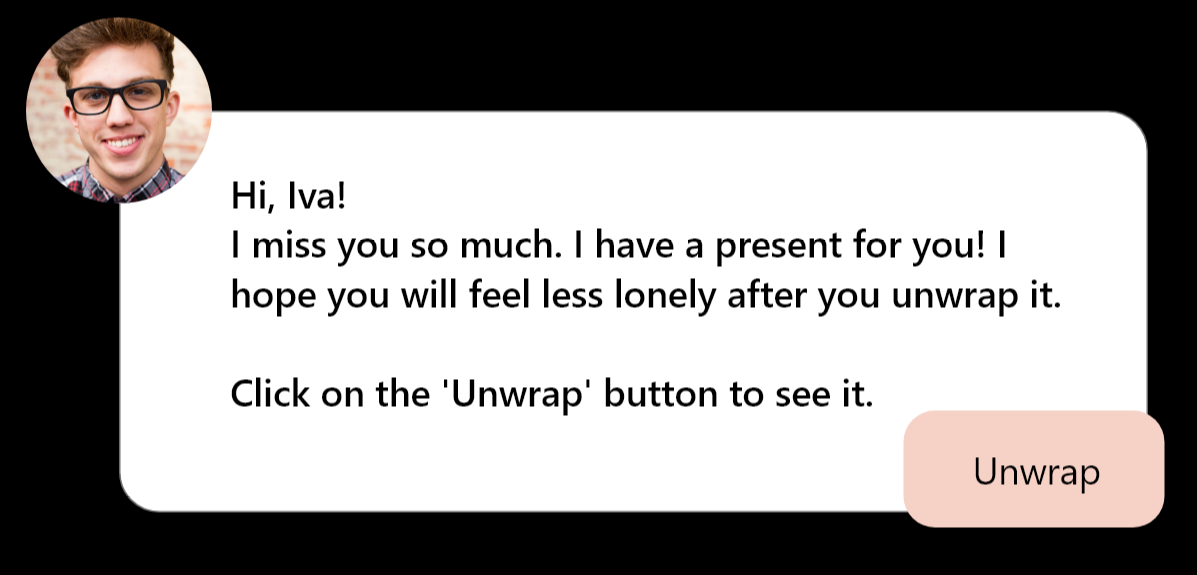 Hi, Iva!
I miss you so much. I have a present for you! I
hope you will feel less lonely after you unwrap it.
Click on the 'Unwrap' button to see it.
Unwrap